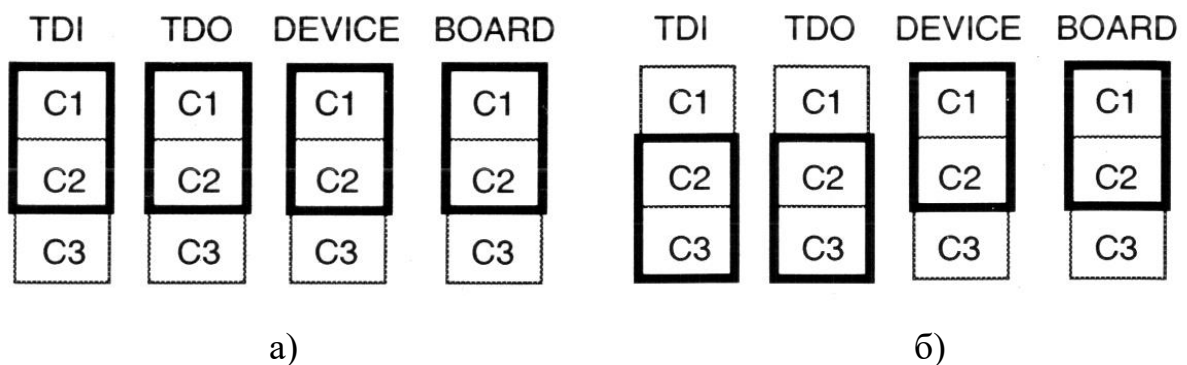 TDI TDO DEVICE BOARD TDI TDO DEVICE BOARD
C1 C1 C1 C1 C1 C1 C1 C1
C2 C2 C2 C2 C2 C2 C2 C2
C3 C3 C3 C3 C3 C3 C3 C3
а) б)